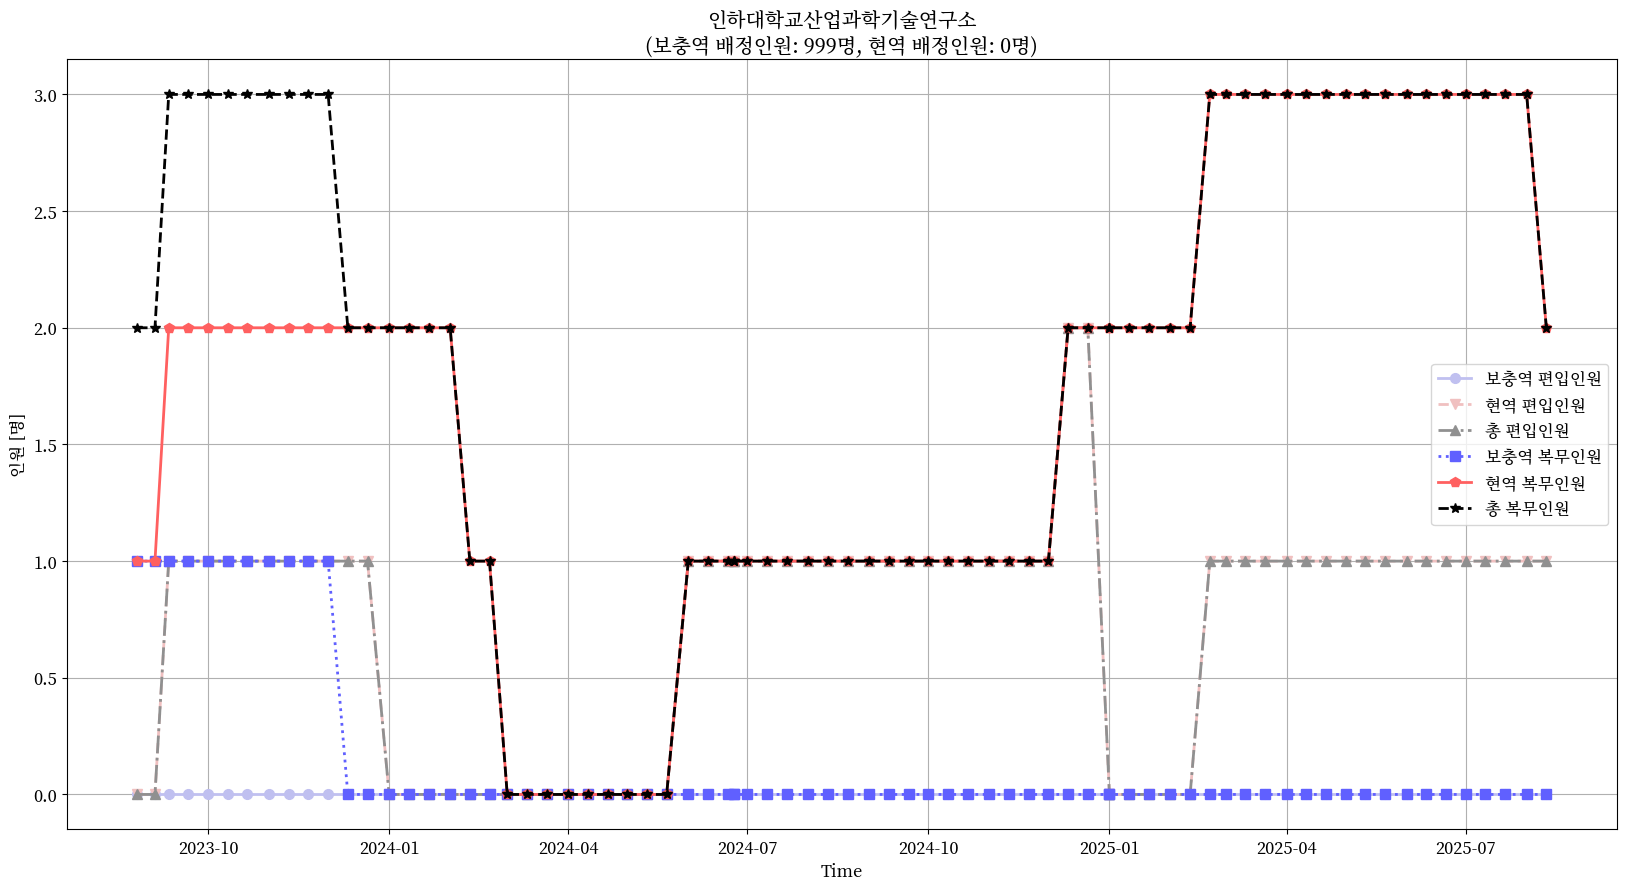 인하대학교산업과학기술연구소
(보충역 배정인원: 999명, 현역 배정인원: 0명)
인원 [명]
3.0
2.5
2.0
1.5
1.0
0.5
0.0
보충역 편입인원
현역 편입인원
총 편입인원
보충역 복무인원
현역 복무인원
총 복무인원
2023-10
2024-01
2024-04
2024-07
2024-10
2025-01
2025-04
2025-07
Time